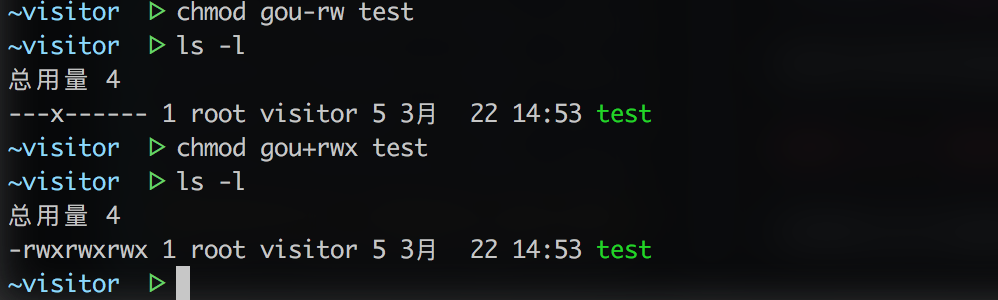 ~visitor ▷ chmod gou-rw test
~visitor ▷ ls -l
总用量 4
---x------ 1 root visitor 5 3月  22 14:53 test
~visitor ▷ chmod gou+rwx test
~visitor ▷ ls -l
总用量 4
-rwxrwxrwx 1 root visitor 5 3月  22 14:53 test
~visitor ▷